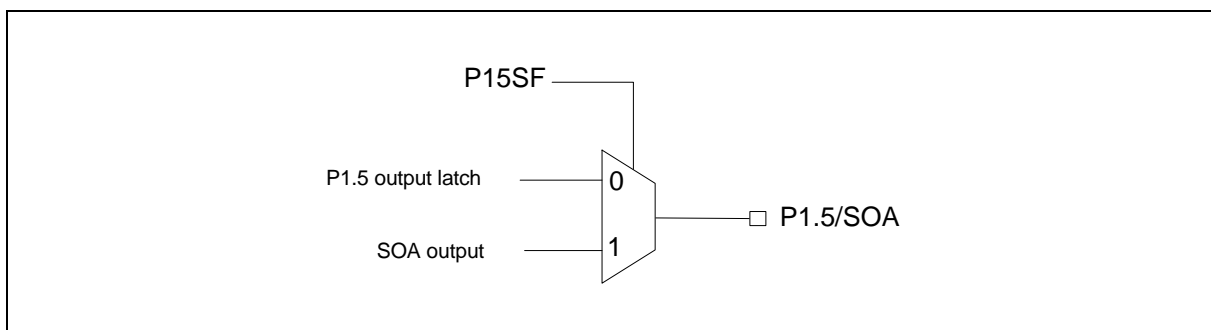 P15SF
P1.5 output latch
0
P1.5/SOA
SOA output
1